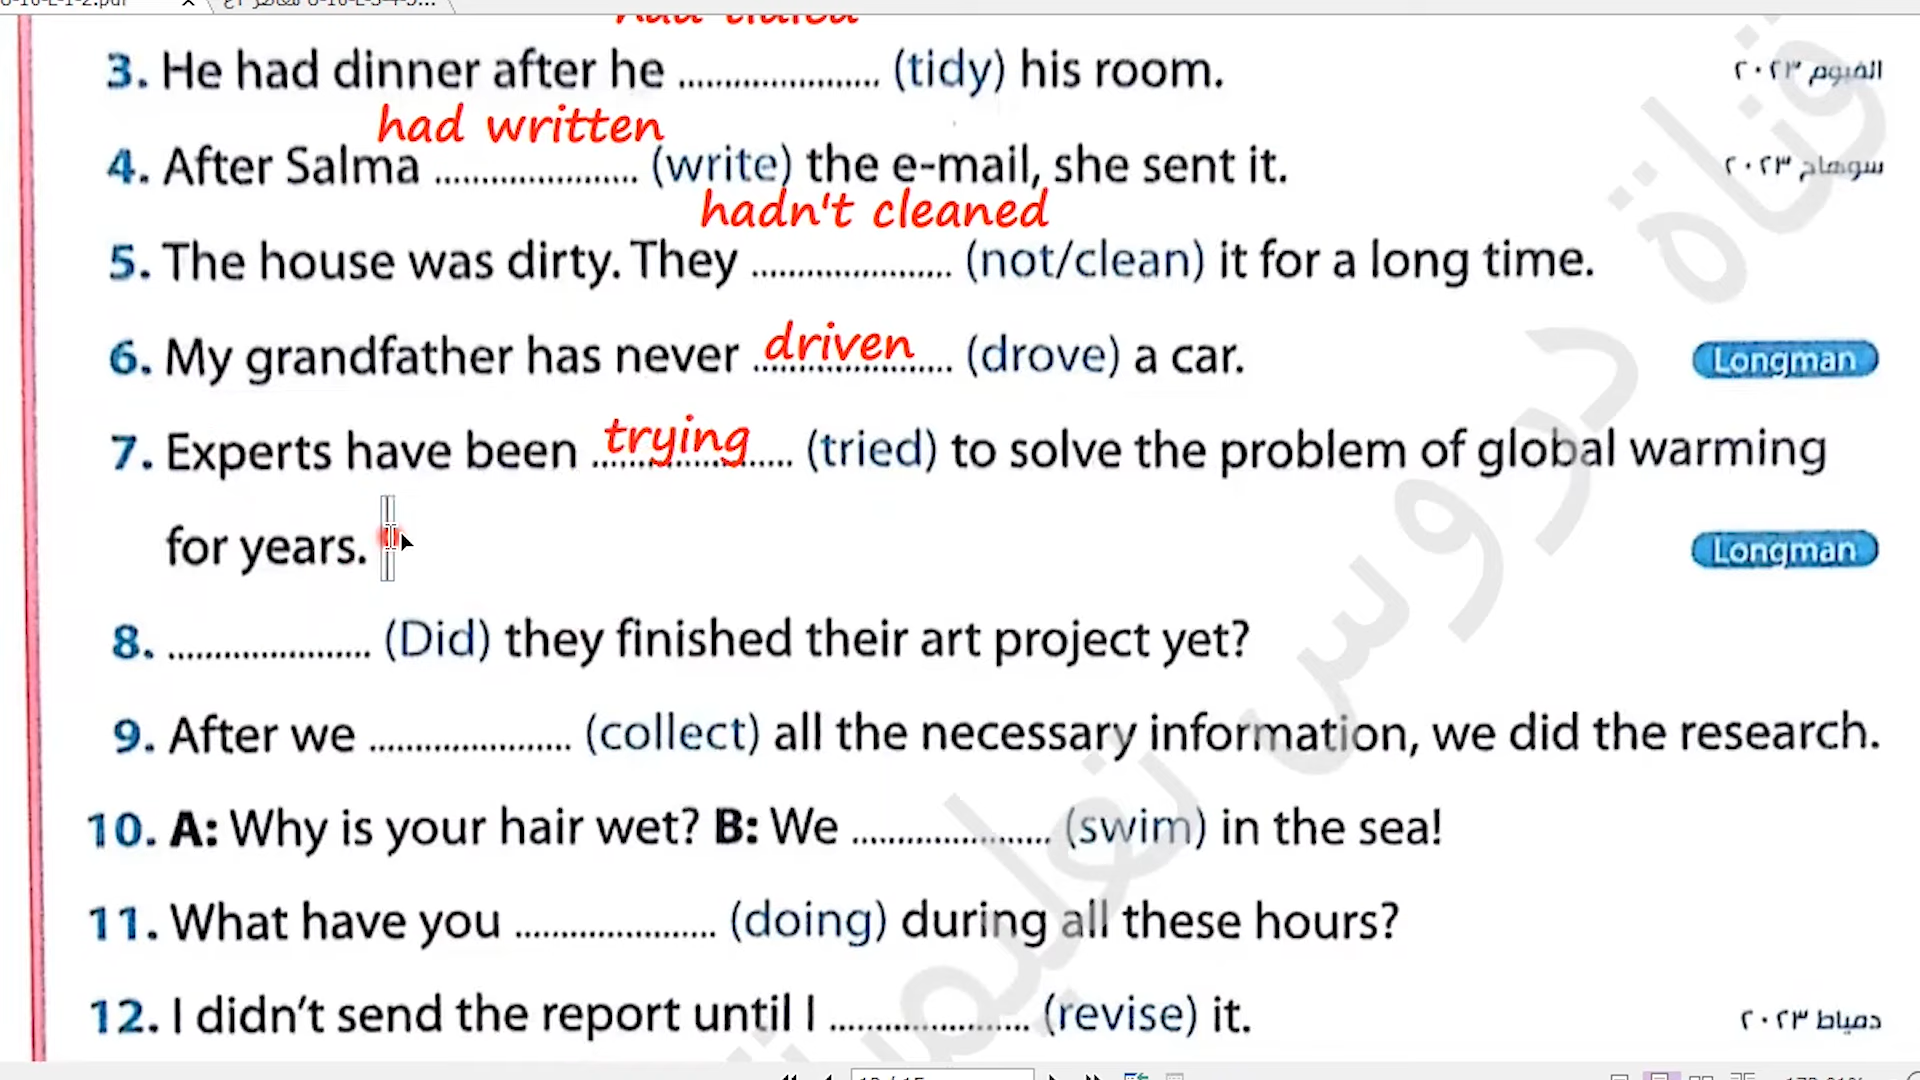 3. He had dinner after he ...................... (tidy) his room. الفيوم ٢٠٢٣
had written
4. After Salma ...................... (write) the e-mail, she sent it. سوهاج ٢٠٢٣
hadn't cleaned
5. The house was dirty. They ...................... (not/clean) it for a long time.
6. My grandfather has never driven (drove) a car. Longman
7. Experts have been trying (tried) to solve the problem of global warming
for years. Longman
8. ...................... (Did) they finished their art project yet?
9. After we ...................... (collect) all the necessary information, we did the research.
10. A: Why is your hair wet? B: We ...................... (swim) in the sea!
11. What have you ...................... (doing) during all these hours?
12. I didn't send the report until I ...................... (revise) it. دمياط ٢٠٢٣
قناة دروس تعليمية